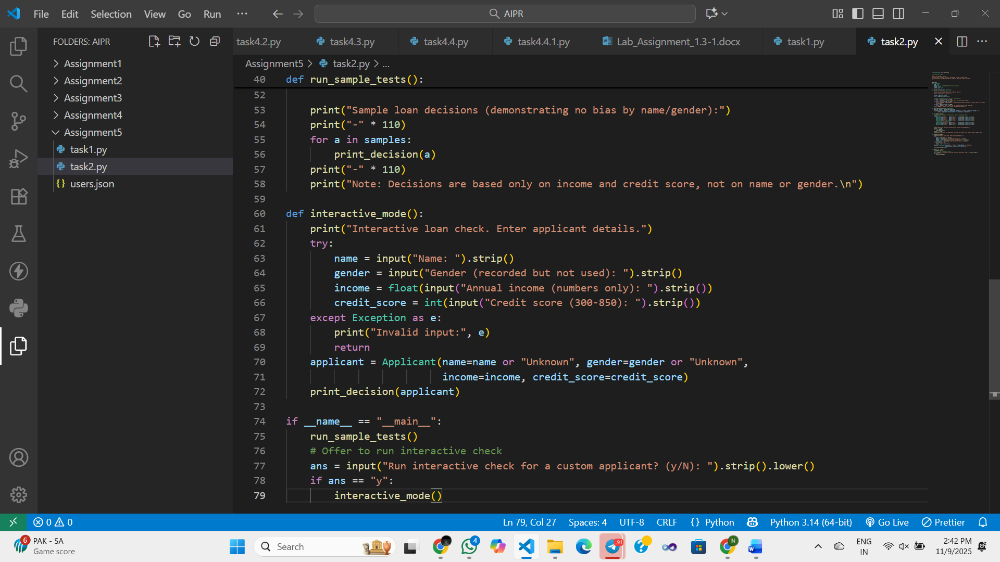 File Edit Selection View Go Run ··· AIPR
FOLDERS: AIPR
task4.2.py task4.3.py task4.4.py task4.4.1.py Lab_Assignment_1.3-1.docx task1.py task2.py
Assignment5 > task2.py > ...
Assignment1
Assignment2
Assignment3
Assignment4
Assignment5
task1.py
task2.py
{} users.json
40 def run_sample_tests():
52
53 print("Sample loan decisions (demonstrating no bias by name/gender):")
54 print("-" * 110)
55 for a in samples:
56 print_decision(a)
57 print("-" * 110)
58 print("Note: Decisions are based only on income and credit score, not on name or gender.\n")
59
60 def interactive_mode():
61 print("Interactive loan check. Enter applicant details.")
62 try:
63 name = input("Name: ").strip()
64 gender = input("Gender (recorded but not used): ").strip()
65 income = float(input("Annual income (numbers only): ").strip())
66 credit_score = int(input("Credit score (300-850): ").strip())
67 except Exception as e:
68 print("Invalid input:", e)
69 return
70 applicant = Applicant(name=name or "Unknown", gender=gender or "Unknown",
71 income=income, credit_score=credit_score)
72 print_decision(applicant)
73
74 if __name__ == "__main__":
75 run_sample_tests()
76 # Offer to run interactive check
77 ans = input("Run interactive check for a custom applicant? (y/N): ").strip().lower()
78 if ans == "y":
79 interactive_mode()
0 0 Ln 79, Col 27 Spaces: 4 UTF-8 CRLF {} Python Python 3.14 (64-bit) Go Live Prettier
6 PAK - SA
Game score
Search
4
91
N
ENG
IN
2:42 PM
11/9/2025